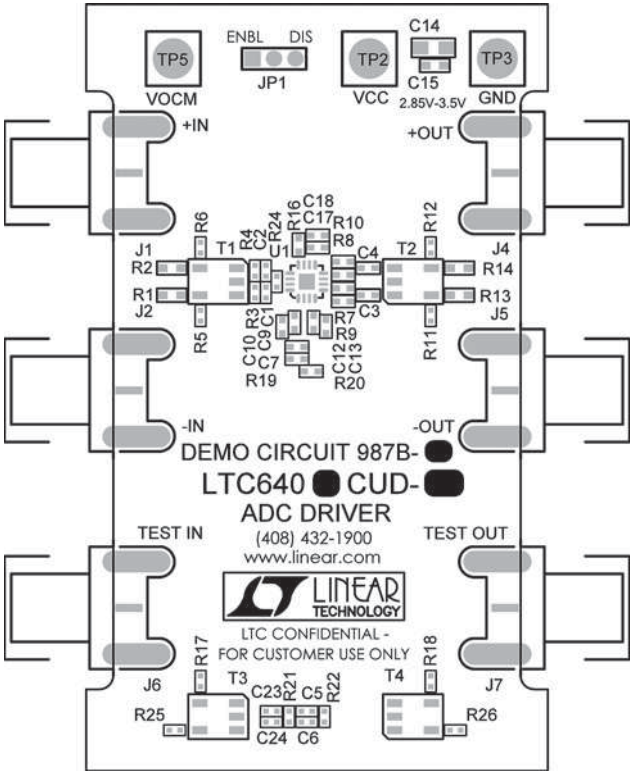 ENBL DIS
C14
TP5
JP1
TP2
C15
TP3
VOCM
VCC
2.85V-3.5V
GND
+IN
+OUT
R6
R4
C2
R24
R16
C18
C17
R10
R8
R12
J1
T1
U1
C4
T2
J4
R2
R14
R1
R13
J2
R3
C1
C3
J5
R5
R7
R9
R11
C10
C9
C7
R19
C12
C13
R20
-IN
-OUT
DEMO CIRCUIT 987B-
LTC640 CUD-
ADC DRIVER
(408) 432-1900
www.linear.com
TEST IN
TEST OUT
LT LINEAR
TECHNOLOGY
LTC CONFIDENTIAL -
FOR CUSTOMER USE ONLY
J6
R17
T3
T4
R18
J7
R25
C23
R21
C5
R22
R26
C24
C6